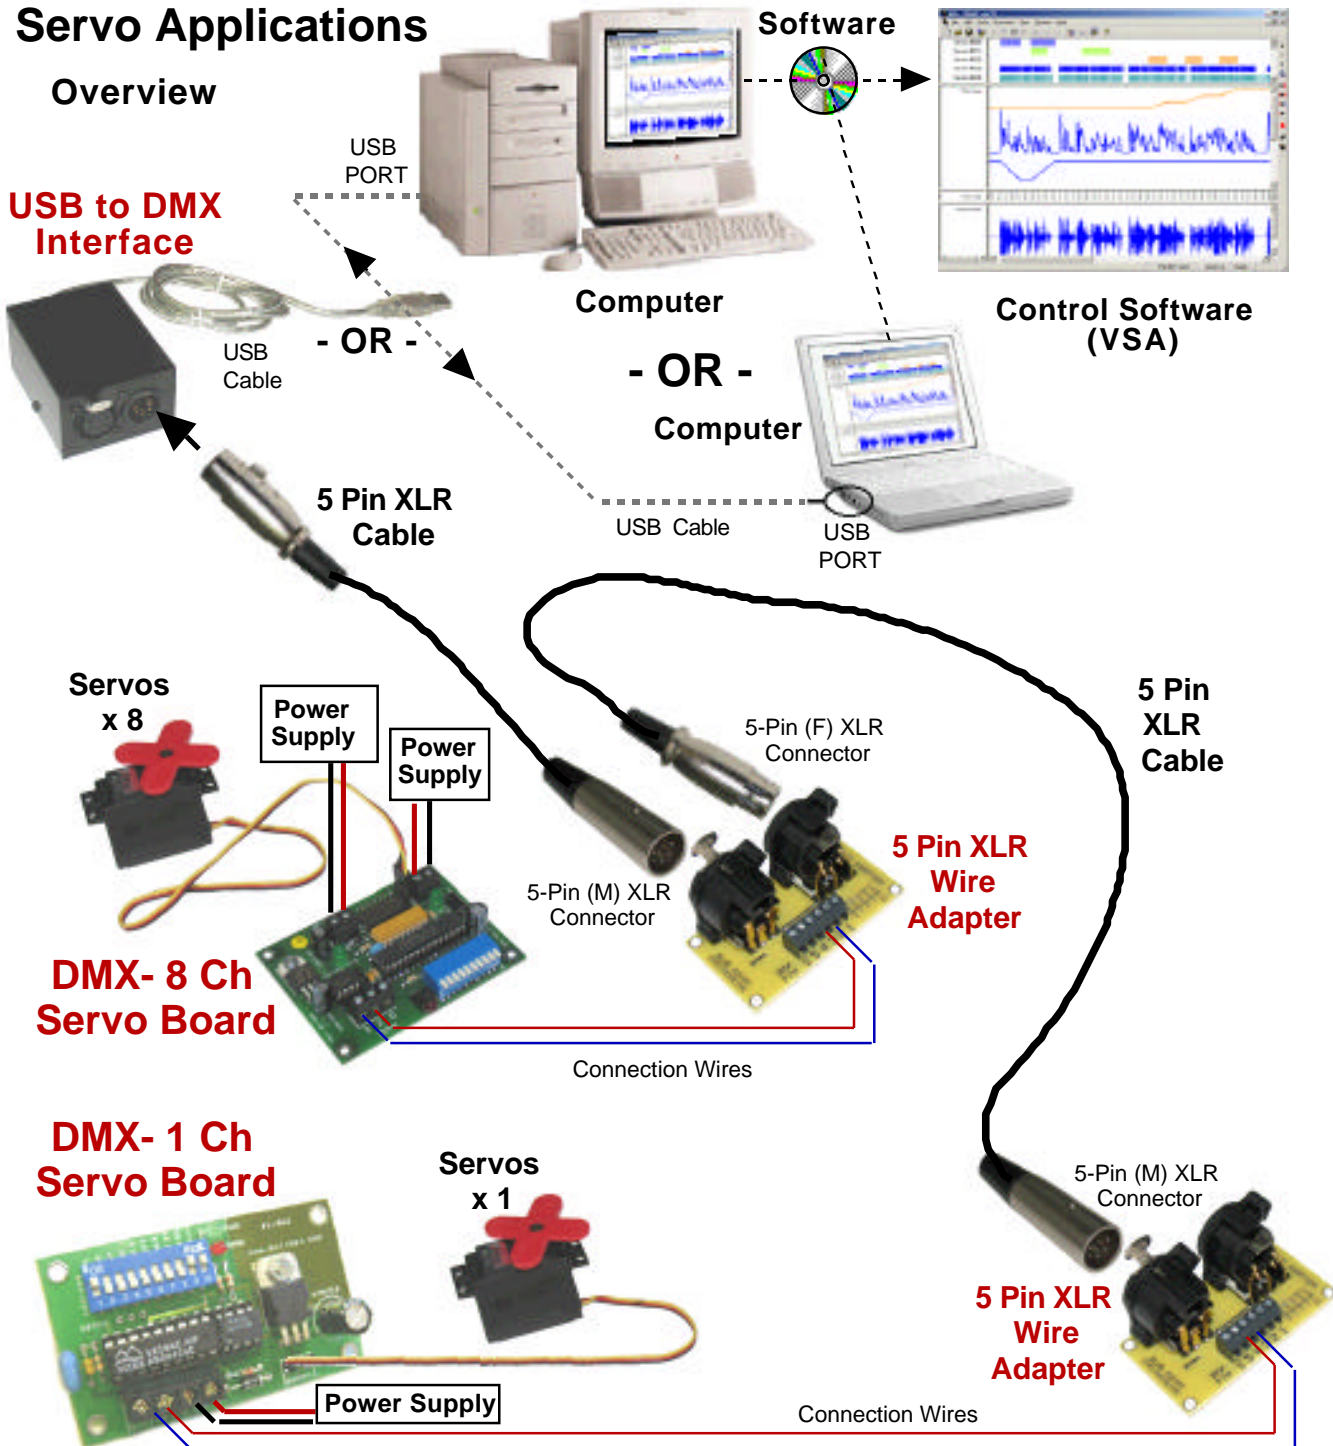 Servo Applications
Overview
Software
USB
PORT
USB to DMX
Interface
Computer
Control Software
(VSA)
USB
Cable
- OR -
- OR -
Computer
5 Pin XLR
Cable
USB Cable
USB
PORT
Servos
x 8
Power
Supply
Power
Supply
5-Pin (F) XLR
Connector
5 Pin
XLR
Cable
5-Pin (M) XLR
Connector
5 Pin XLR
Wire
Adapter
DMX- 8 Ch
Servo Board
Connection Wires
DMX- 1 Ch
Servo Board
Servos
x 1
5-Pin (M) XLR
Connector
5 Pin XLR
Wire
Adapter
Power Supply
Connection Wires